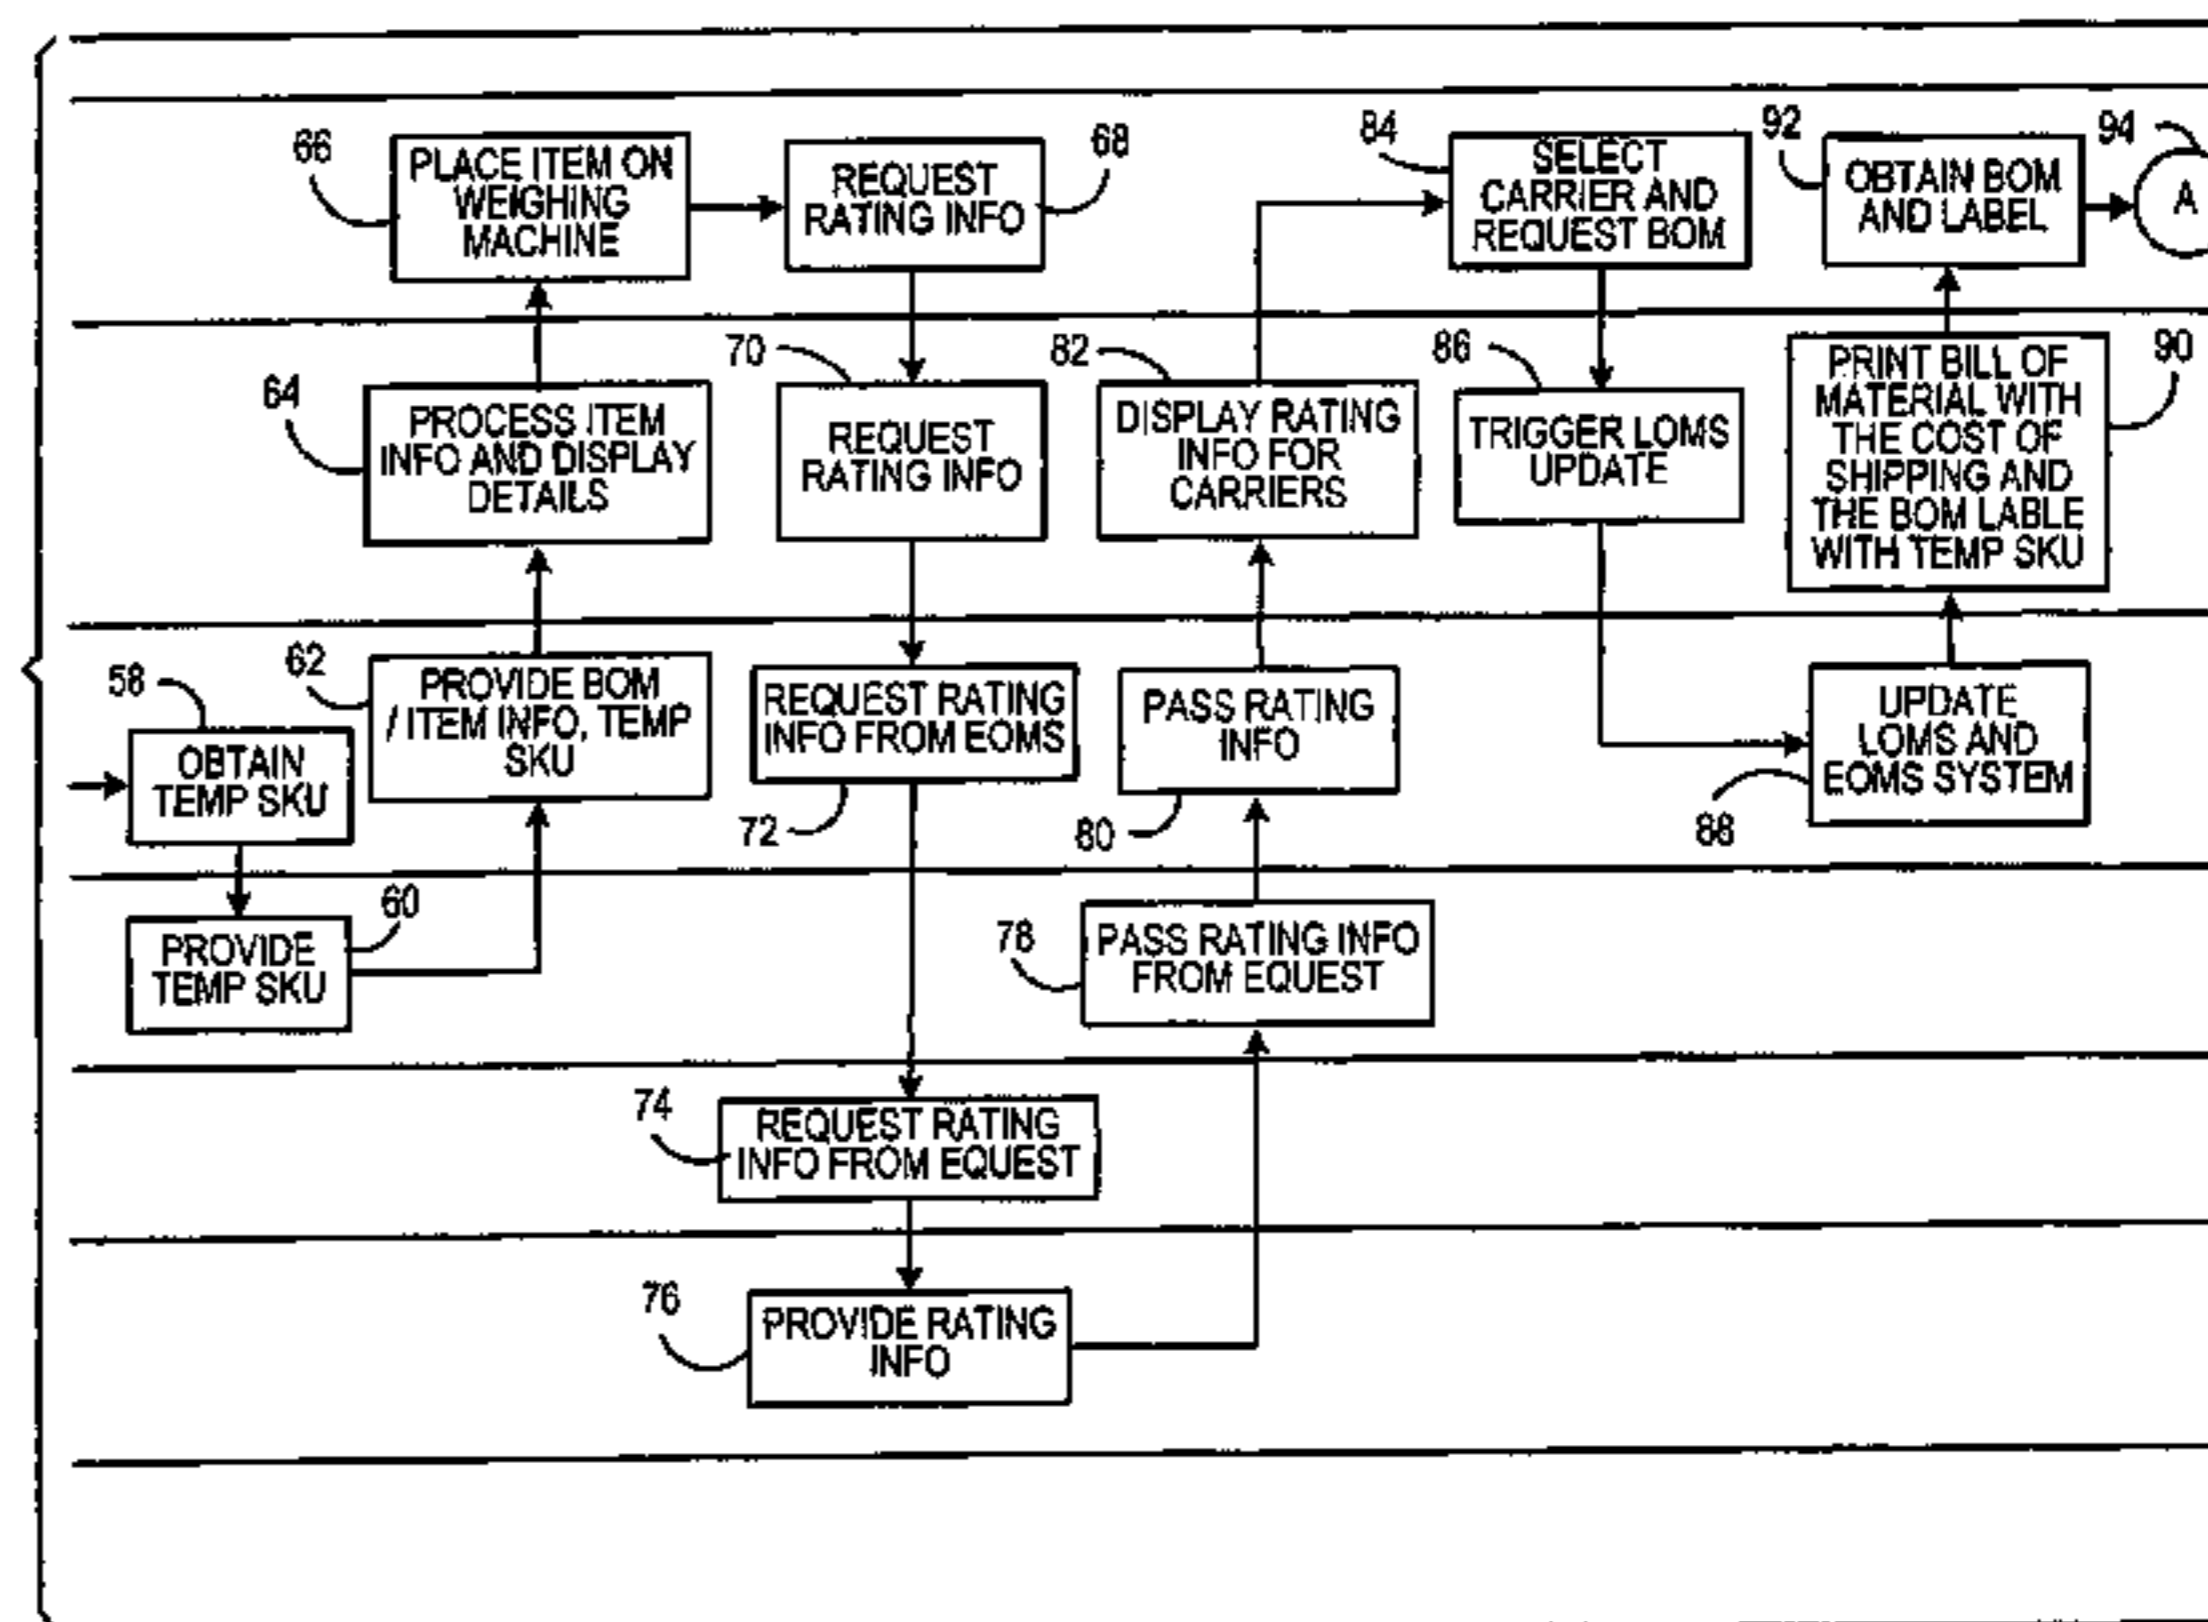 66
PLACE ITEM ON
WEIGHING
MACHINE
REQUEST
RATING INFO
68
84
SELECT
CARRIER AND
REQUEST BOM
92
OBTAIN BOM
AND LABEL
94
A
64
PROCESS ITEM
INFO AND DISPLAY
DETAILS
70
REQUEST
RATING INFO
82
DISPLAY RATING
INFO FOR
CARRIERS
86
TRIGGER LOMS
UPDATE
PRINT BILL OF
MATERIAL WITH
THE COST OF
SHIPPING AND
THE BOM LABLE
WITH TEMP SKU
90
58
OBTAIN
TEMP SKU
62
PROVIDE BOM
/ ITEM INFO, TEMP
SKU
REQUEST RATING
INFO FROM EOMS
72
PASS RATING
INFO
80
UPDATE
LOMS AND
EOMS SYSTEM
88
PROVIDE
TEMP SKU
60
78
PASS RATING INFO
FROM EQUEST
74
REQUEST RATING
INFO FROM EQUEST
76
PROVIDE RATING
INFO